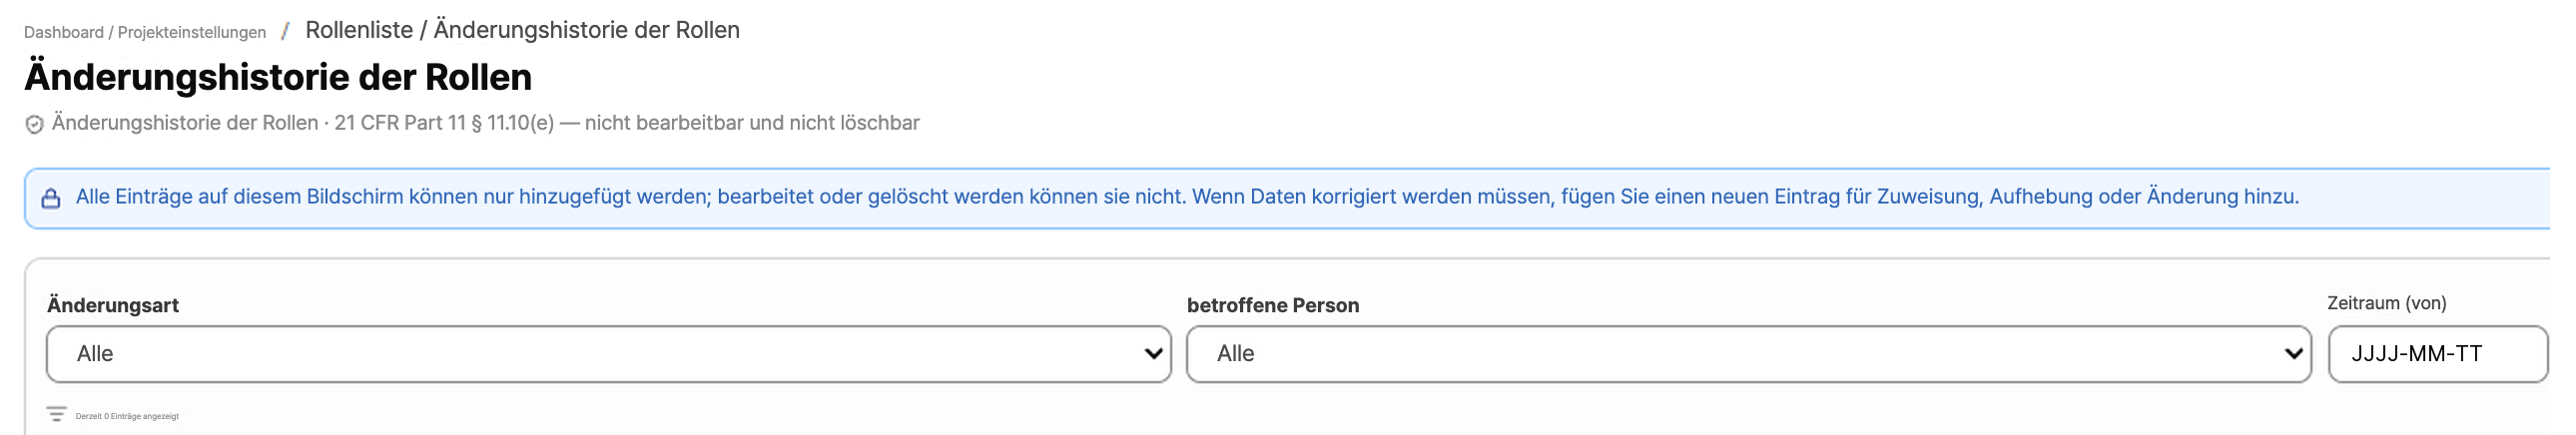 Dashboard / Projekteinstellungen / Rollenliste / Änderungshistorie der Rollen
Änderungshistorie der Rollen
Änderungshistorie der Rollen · 21 CFR Part 11 § 11.10(e) — nicht bearbeitbar und nicht löschbar
Alle Einträge auf diesem Bildschirm können nur hinzugefügt werden; bearbeitet oder gelöscht werden können sie nicht. Wenn Daten korrigiert werden müssen, fügen Sie einen neuen Eintrag für Zuweisung, Aufhebung oder Änderung hinzu.
Änderungsart betroffene Person Zeitraum (von)
Alle Alle JJJJ-MM-TT
Derzeit 0 Einträge angezeigt